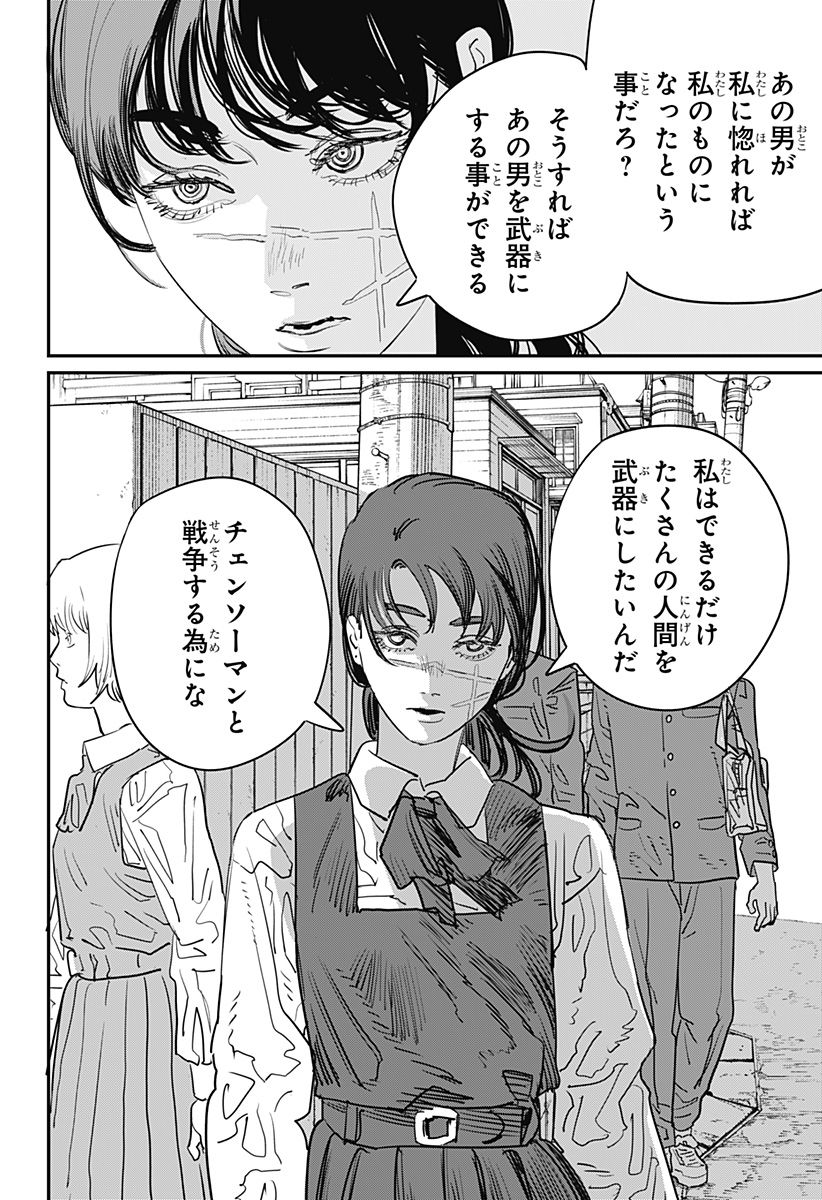 あの男が
私に惚れれば
私のものに
なったという
事だろ？
そうすれば
あの男を武器に
する事ができる
私はできるだけ
たくさんの人間を
武器にしたいんだ
チェンソーマンと
戦争する為にな